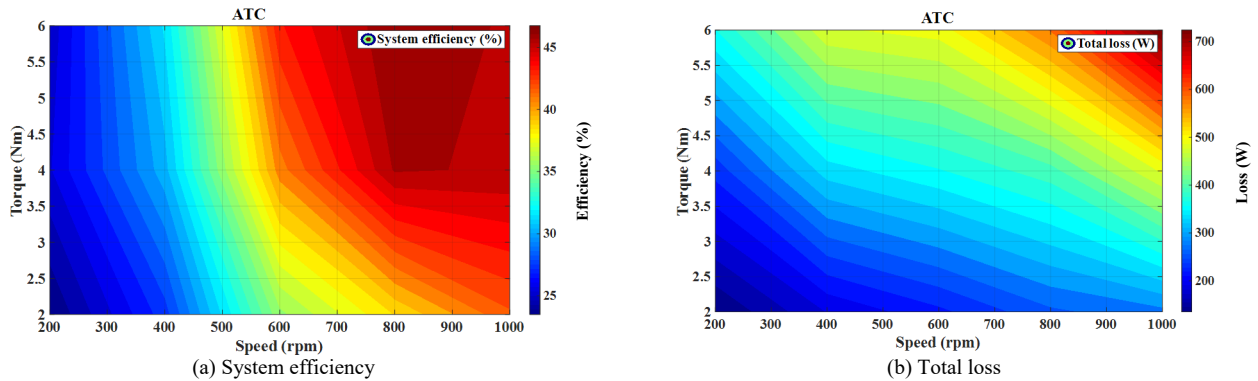 ATC
System efficiency (%)
6
5.5
5
4.5
4
3.5
3
2.5
2
Torque (Nm)
200 300 400 500 600 700 800 900 1000
Speed (rpm)
45
40
35
30
25
Efficiency (%)
(a) System efficiency
ATC
Total loss (W)
6
5.5
5
4.5
4
3.5
3
2.5
2
Torque (Nm)
200 300 400 500 600 700 800 900 1000
Speed (rpm)
700
600
500
400
300
200
Loss (W)
(b) Total loss